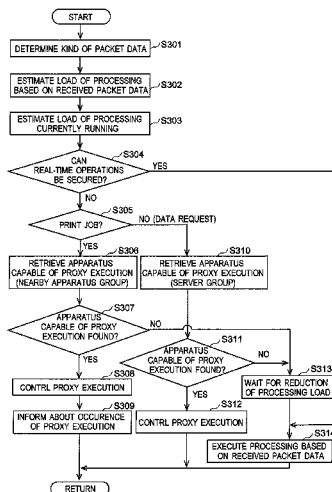 START
S301
DETERMINE KIND OF PACKET DATA
S302
ESTIMATE LOAD OF PROCESSING
BASED ON RECEIVED PACKET DATA
S303
ESTIMATE LOAD OF PROCESSING
CURRENTLY RUNNING
S304
CAN
REAL-TIME OPERATIONS
BE SECURED?
YES
NO
S305
PRINT JOB?
NO (DATA REQUEST)
YES
S306
RETRIEVE APPARATUS
CAPABLE OF PROXY EXECUTION
(NEARBY APPARATUS GROUP)
S310
RETRIEVE APPARATUS
CAPABLE OF PROXY EXECUTION
(SERVER GROUP)
S307
APPARATUS
CAPABLE OF PROXY
EXECUTION FOUND?
NO
YES
S311
APPARATUS
CAPABLE OF PROXY
EXECUTION FOUND?
NO
YES
S308
CONTRL PROXY EXECUTION
S309
INFORM ABOUT OCCURENCE
OF PROXY EXECUTION
S312
CONTRL PROXY EXECUTION
S313
WAIT FOR REDUCTION
OF PROCESSING LOAD
S314
EXECUTE PROCESSING BASED
ON RECEIVED PACKET DATA
RETURN